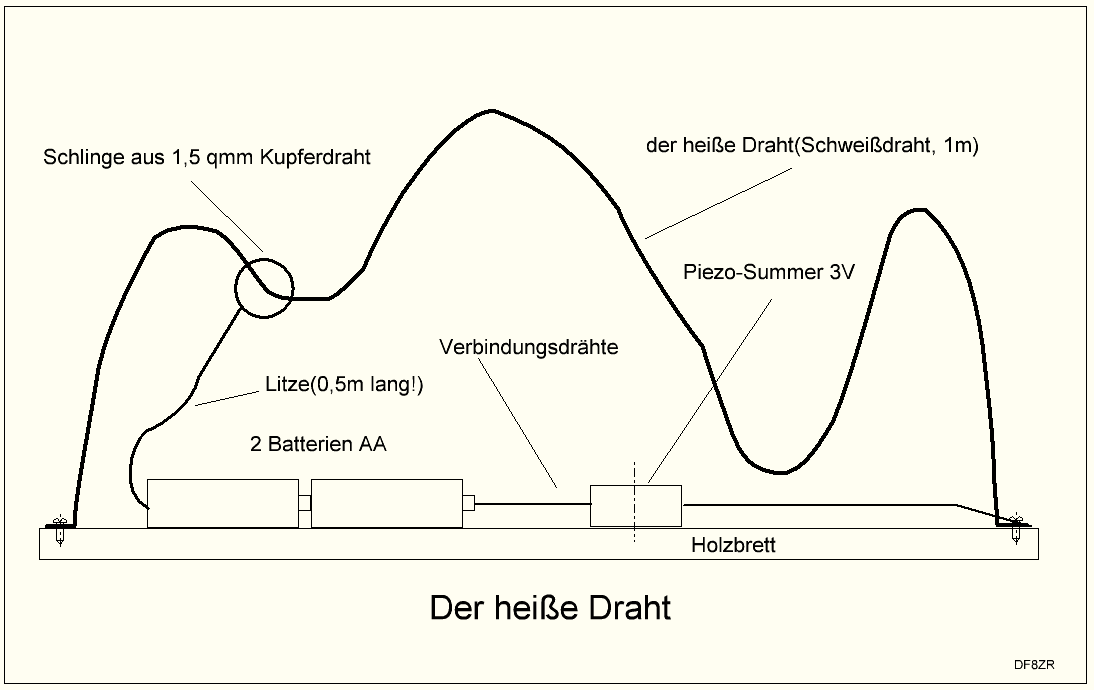 der heiße Draht(Schweißdraht, 1m)
Schlinge aus 1,5 qmm Kupferdraht
Piezo-Summer 3V
Verbindungsdrähte
Litze(0,5m lang!)
2 Batterien AA
Holzbrett
Der heiße Draht
DF8ZR